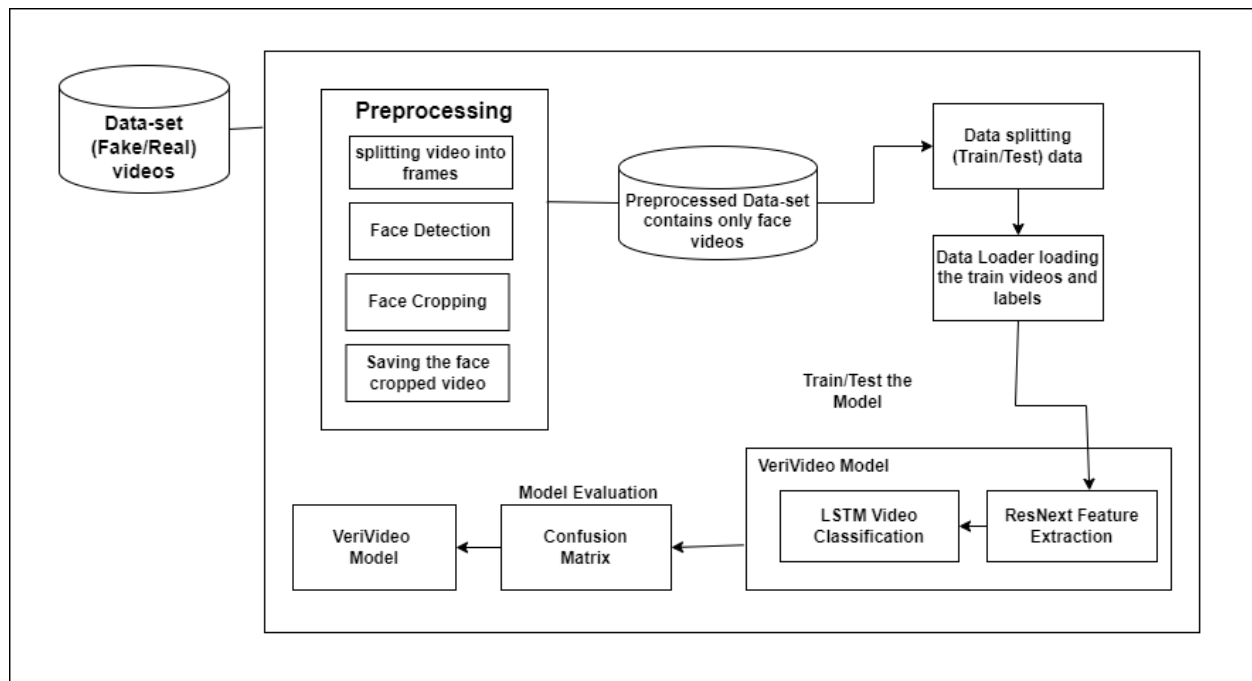 Data-set
(Fake/Real)
videos
Preprocessing
splitting video into
frames
Face Detection
Face Cropping
Saving the face
cropped video
Preprocessed Data-set
contains only face
videos
Data splitting
(Train/Test) data
Data Loader loading
the train videos and
labels
Train/Test the
Model
VeriVideo Model
ResNext Feature
Extraction
LSTM Video
Classification
Model Evaluation
Confusion
Matrix
VeriVideo
Model